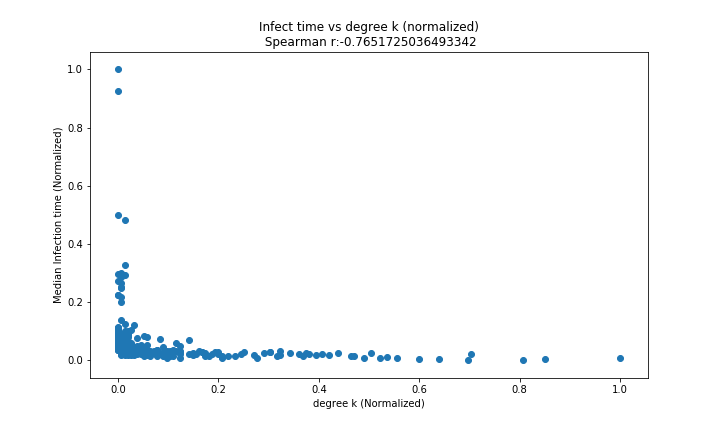 Infect time vs degree k (normalized)
Spearman r:-0.7651725036493342
Median Infection time (Normalized)
1.0
0.8
0.6
0.4
0.2
0.0
0.0 0.2 0.4 0.6 0.8 1.0
degree k (Normalized)